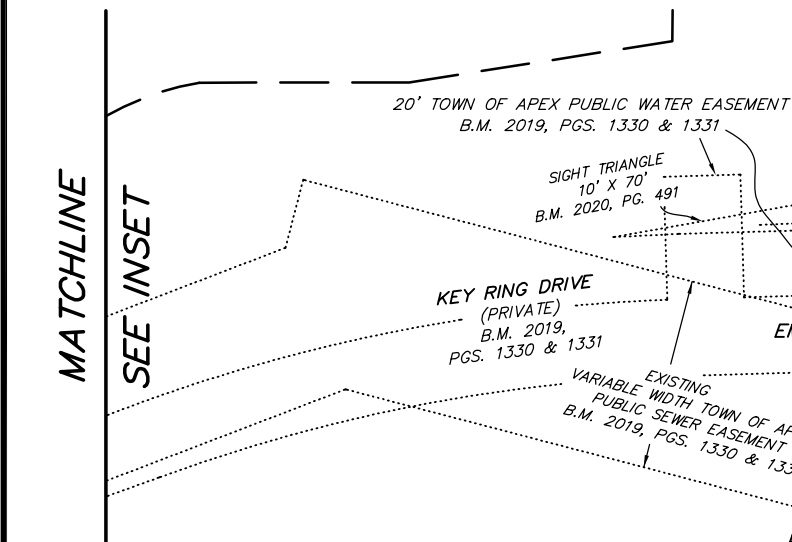 20' TOWN OF APEX PUBLIC WATER EASEMENT
B.M. 2019, PGS. 1330 & 1331
SIGHT TRIANGLE
10' X 70'
B.M. 2020, PG. 491
MATCHLINE
SEE INSET
KEY RING DRIVE
(PRIVATE)
B.M. 2019,
PGS. 1330 & 1331
EXISTING
VARIABLE WIDTH TOWN OF
PUBLIC SEWER EASEMENT
B.M. 2019, PGS. 1330 &